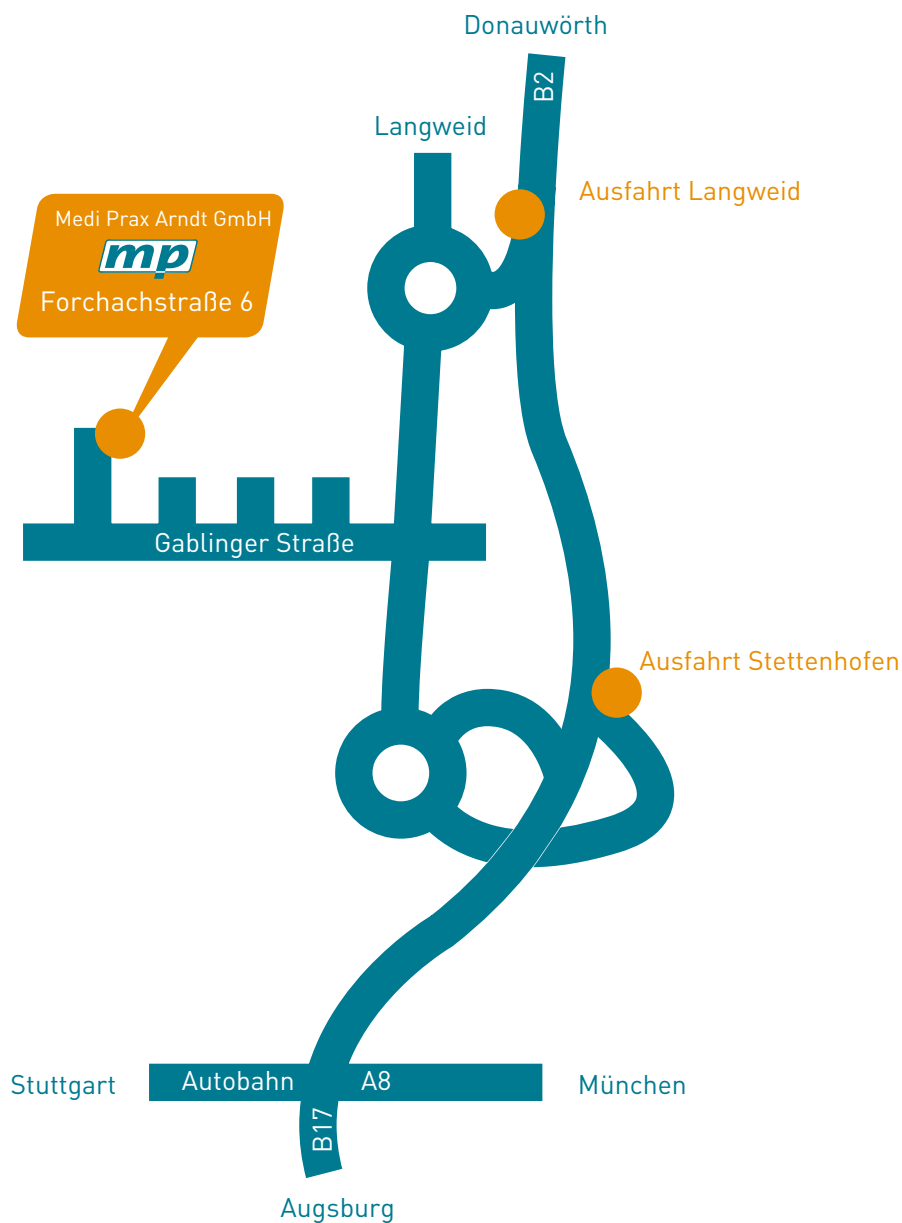 Donauwörth
B2
Langweid
Ausfahrt Langweid
Medi Prax Arndt GmbH
mp
Forchachstraße 6
Gablinger Straße
Ausfahrt Stettenhofen
Stuttgart
Autobahn A8
München
B17
Augsburg